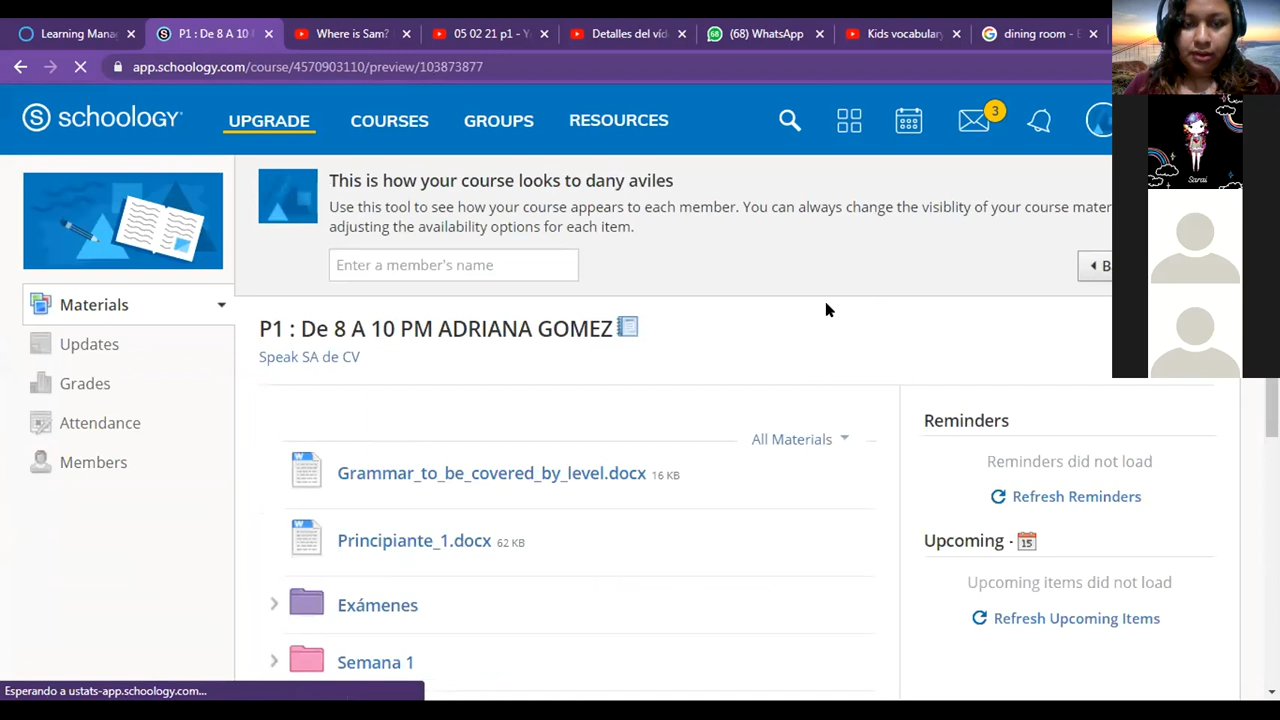 Learning Mana
P1 : De 8 A 10
Where is Sam?
05 02 21 p1 - Y
Detalles del víd
(68) WhatsApp
Kids vocabular
dining room -
app.schoology.com/course/4570903110/preview/103873877
schoology
UPGRADE
COURSES
GROUPS
RESOURCES
3
This is how your course looks to dany aviles
Use this tool to see how your course appears to each member. You can always change the visiblity of your course mater
adjusting the availability options for each item.
Enter a member's name
Materials
Updates
Grades
Attendance
Members
P1 : De 8 A 10 PM ADRIANA GOMEZ
Speak SA de CV
All Materials
Grammar_to_be_covered_by_level.docx 16 KB
Principiante_1.docx 62 KB
Exámenes
Semana 1
Reminders
Reminders did not load
Refresh Reminders
Upcoming · 15
Upcoming items did not load
Refresh Upcoming Items
Sarai
Esperando a ustats-app.schoology.com...